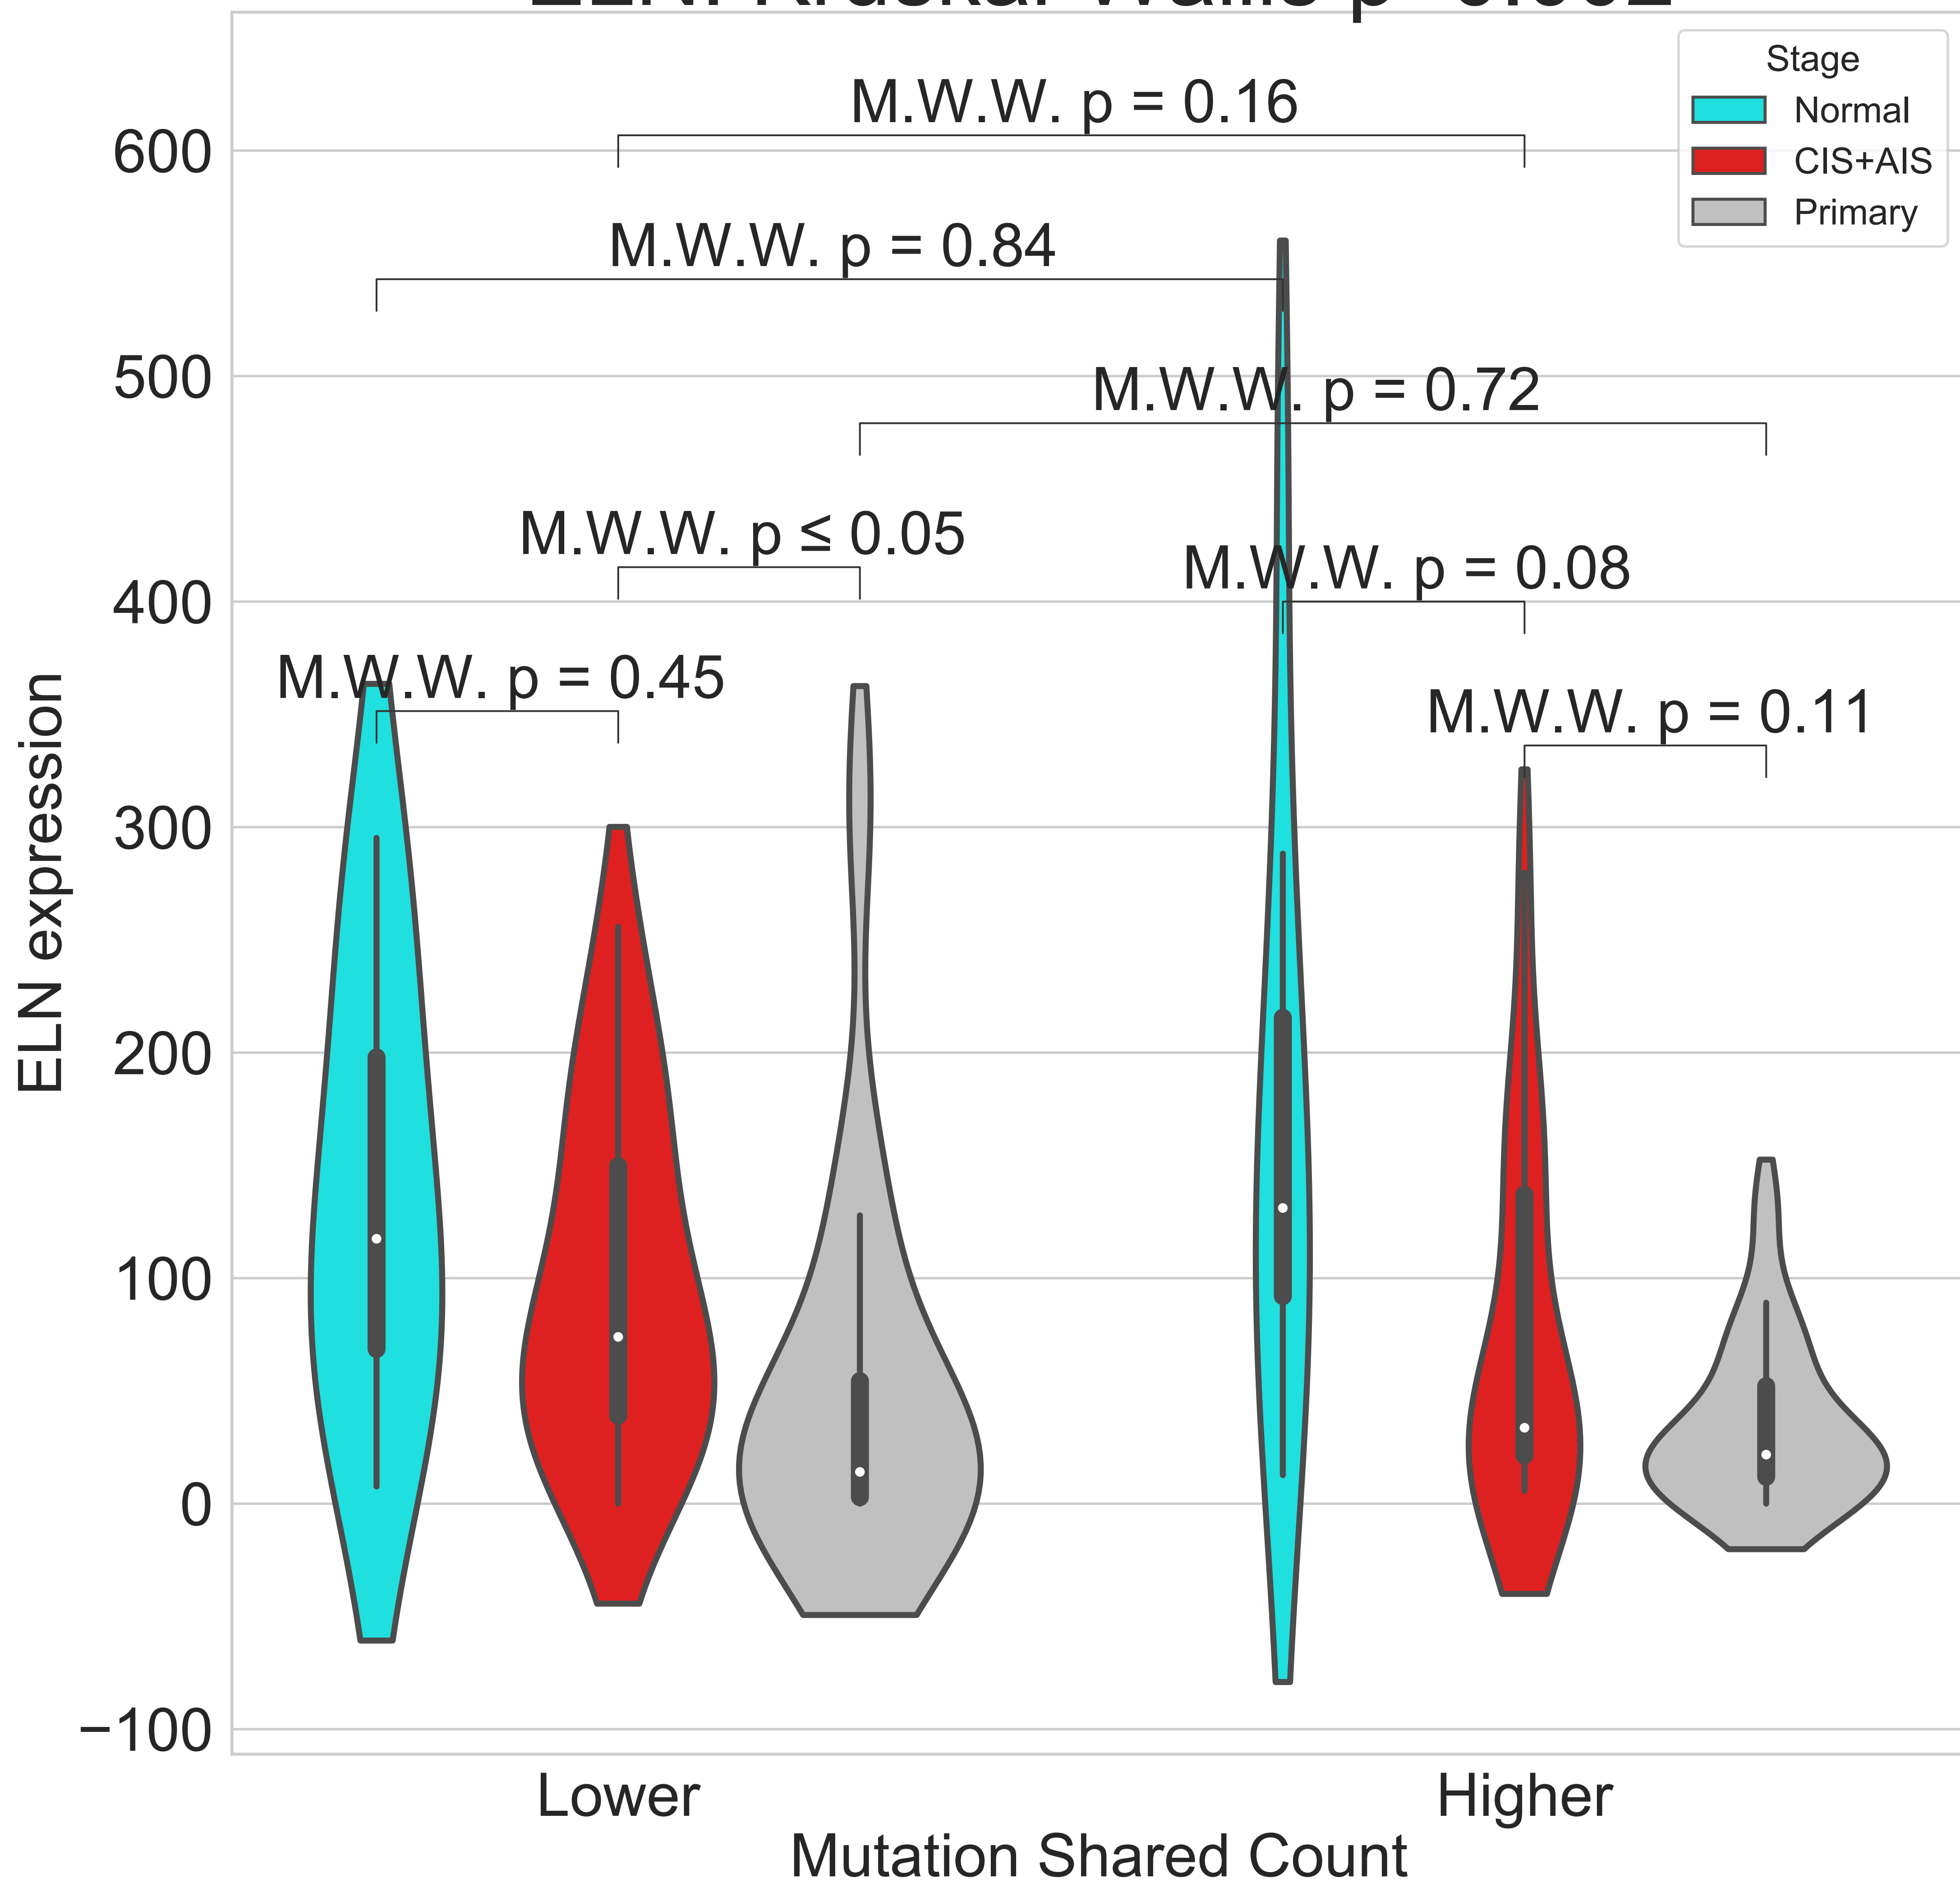 Stage
Normal
CIS+AIS
Primary
M.W.W. p = 0.16
M.W.W. p = 0.84
M.W.W. p = 0.72
M.W.W. p ≤ 0.05
M.W.W. p = 0.08
M.W.W. p = 0.45
M.W.W. p = 0.11
600
500
400
300
200
100
0
−100
ELN expression
Lower
Higher
Mutation Shared Count